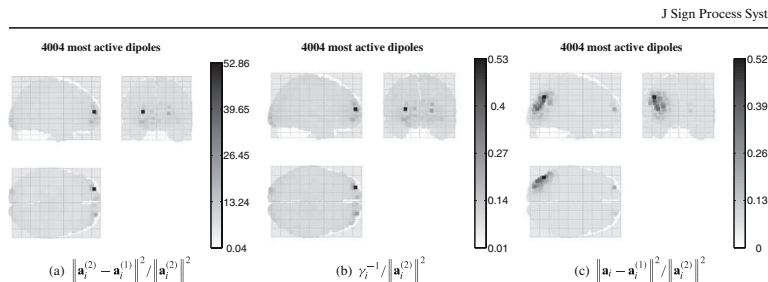 J Sign Process Syst
4004 most active dipoles
52.86
39.65
26.45
13.24
0.04
(a) ‖a_i^(2) − a_i^(1)‖^2 / ‖a_i^(2)‖^2
4004 most active dipoles
0.53
0.4
0.27
0.14
0.01
(b) γ_i^−1 / ‖a_i^(2)‖^2
4004 most active dipoles
0.52
0.39
0.26
0.13
0
(c) ‖a_i − a_i^(1)‖^2 / ‖a_i^(2)‖^2